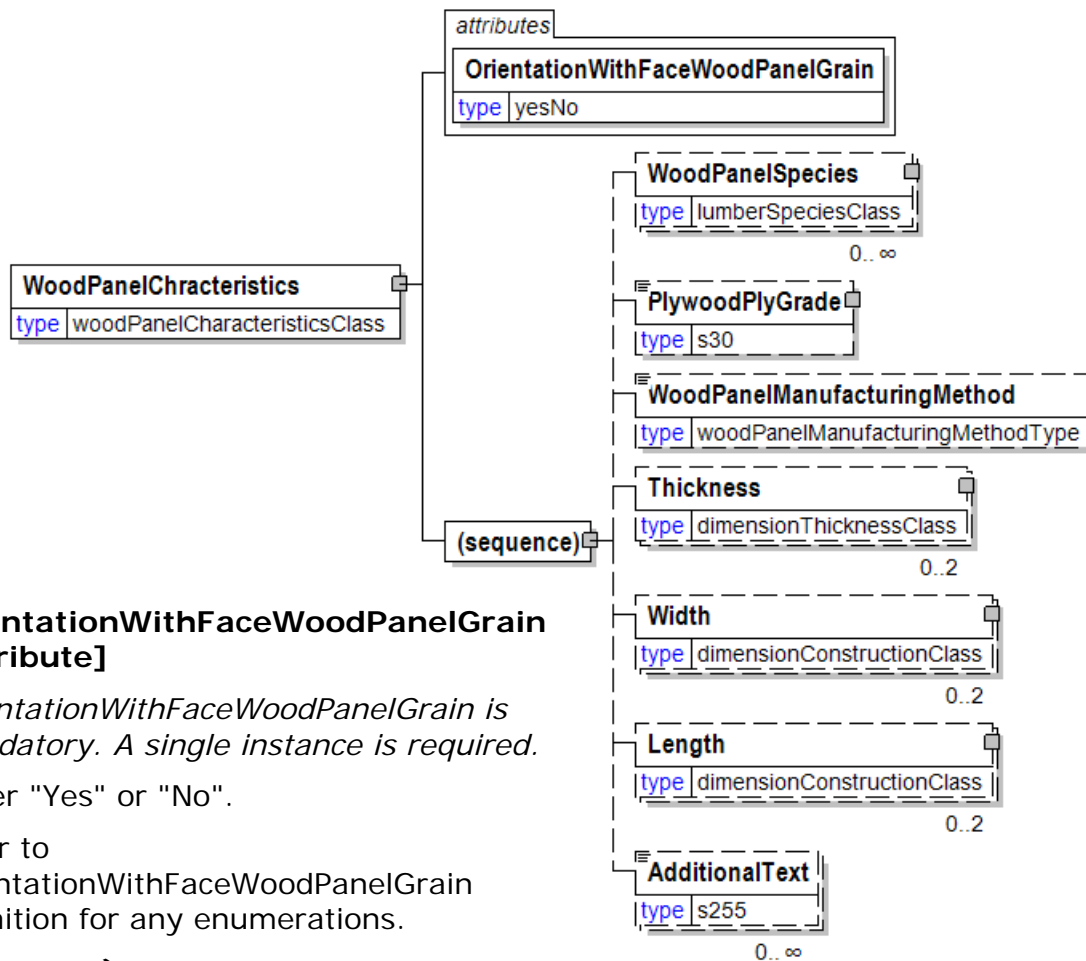 attributes
OrientationWithFaceWoodPanelGrain
type yesNo
WoodPanelSpecies
type lumberSpeciesClass
0.. ∞
WoodPanelChracteristics
type woodPanelCharacteristicsClass
PlywoodPlyGrade
type s30
WoodPanelManufacturingMethod
type woodPanelManufacturingMethodType
Thickness
type dimensionThicknessClass
0..2
(sequence)
Width
type dimensionConstructionClass
0..2
Length
type dimensionConstructionClass
0..2
AdditionalText
type s255
0.. ∞
ntationWithFaceWoodPanelGrain
ribute]
ntationWithFaceWoodPanelGrain is
datory. A single instance is required.
er "Yes" or "No".
r to
ntationWithFaceWoodPanelGrain
nition for any enumerations.